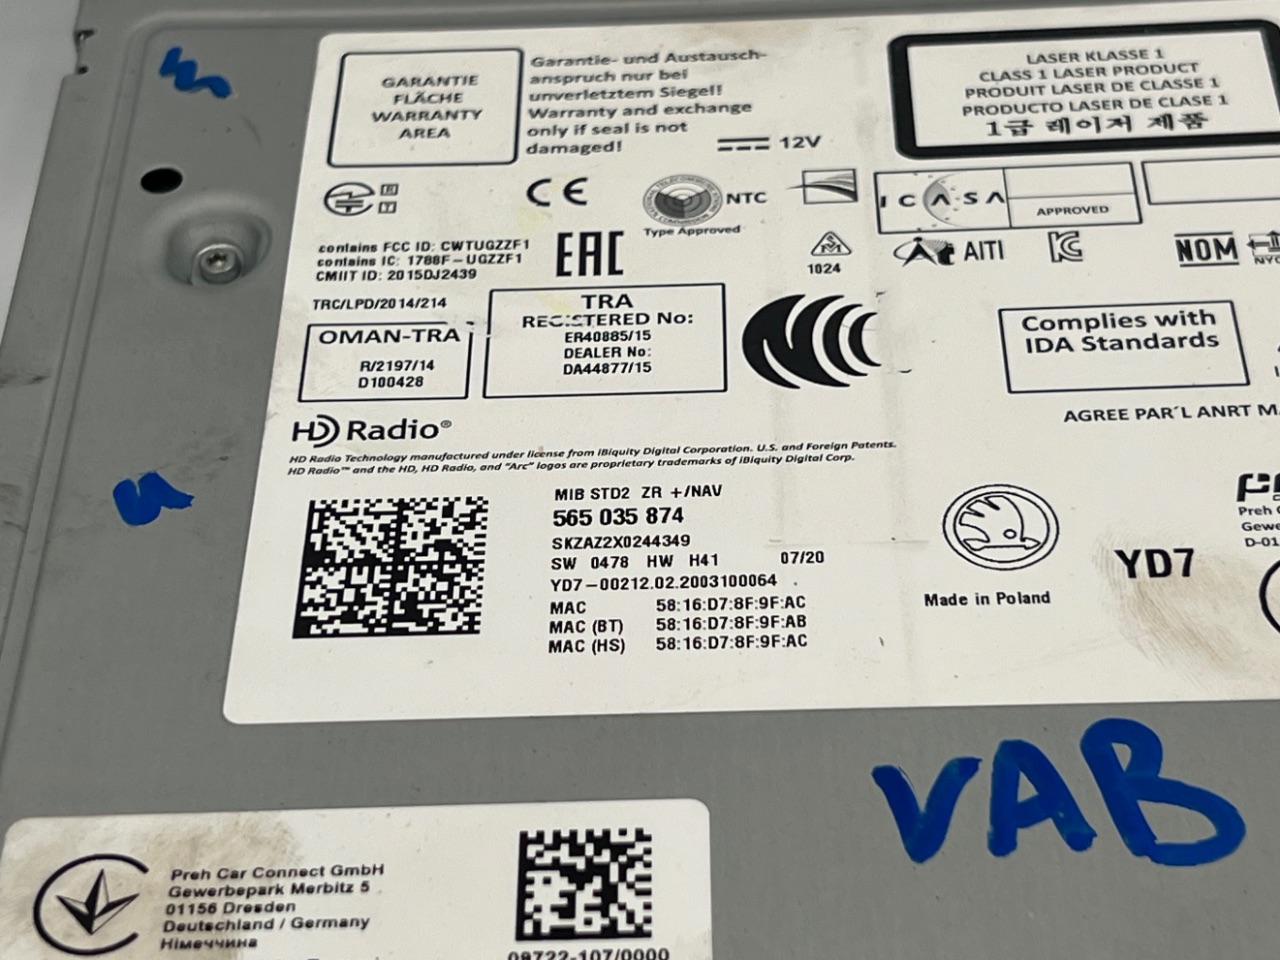 GARANTIE
FLÄCHE
WARRANTY
AREA
Garantie- und Austausch-
anspruch nur bei
unverletztem Siegel!
Warranty and exchange
only if seal is not
damaged!
12V
LASER KLASSE 1
CLASS 1 LASER PRODUCT
PRODUIT LASER DE CLASSE 1
PRODUCTO LASER DE CLASE 1
1급 레이저 제품
R
T
CE
NTC
Type Approved
ICASA
APPROVED
contains FCC ID: CWTUGZZF1
contains IC: 1788F-UGZZF1
CMIIT ID: 2015DJ2439
EAC
1024
AITI
NOM
NYC
TRC/LPD/2014/214
OMAN-TRA
R/2197/14
D100428
TRA
REGISTERED No:
ER40885/15
DEALER No:
DA44877/15
Complies with
IDA Standards
AGREE PAR´L ANRT M
HD Radio®
HD Radio Technology manufactured under license from iBiquity Digital Corporation. U.S. and Foreign Patents.
HD Radio™ and the HD, HD Radio, and "Arc" logos are proprietary trademarks of iBiquity Digital Corp.
MIB STD2 ZR +/NAV
565 035 874
SKZAZ2X0244349
SW 0478 HW H41 07/20
YD7-00212.02.2003100064
MAC 58:16:D7:8F:9F:AC
MAC (BT) 58:16:D7:8F:9F:AB
MAC (HS) 58:16:D7:8F:9F:AC
Made in Poland
YD7
Preh
Gewe
D-01
VAB
Preh Car Connect GmbH
Gewerbepark Merbitz 5
01156 Dresden
Deutschland / Germany
Німеччина
09722-107/0000